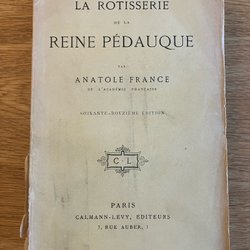 LA ROTISSERIE
DE LA
REINE PÉDAUQUE
PAR
ANATOLE FRANCE
DE L'ACADÉMIE FRANÇAISE
SOIXANTE-DOUZIÈME ÉDITION
C. L.
PARIS
CALMANN-LÉVY, ÉDITEURS
3, RUE AUBER, 3